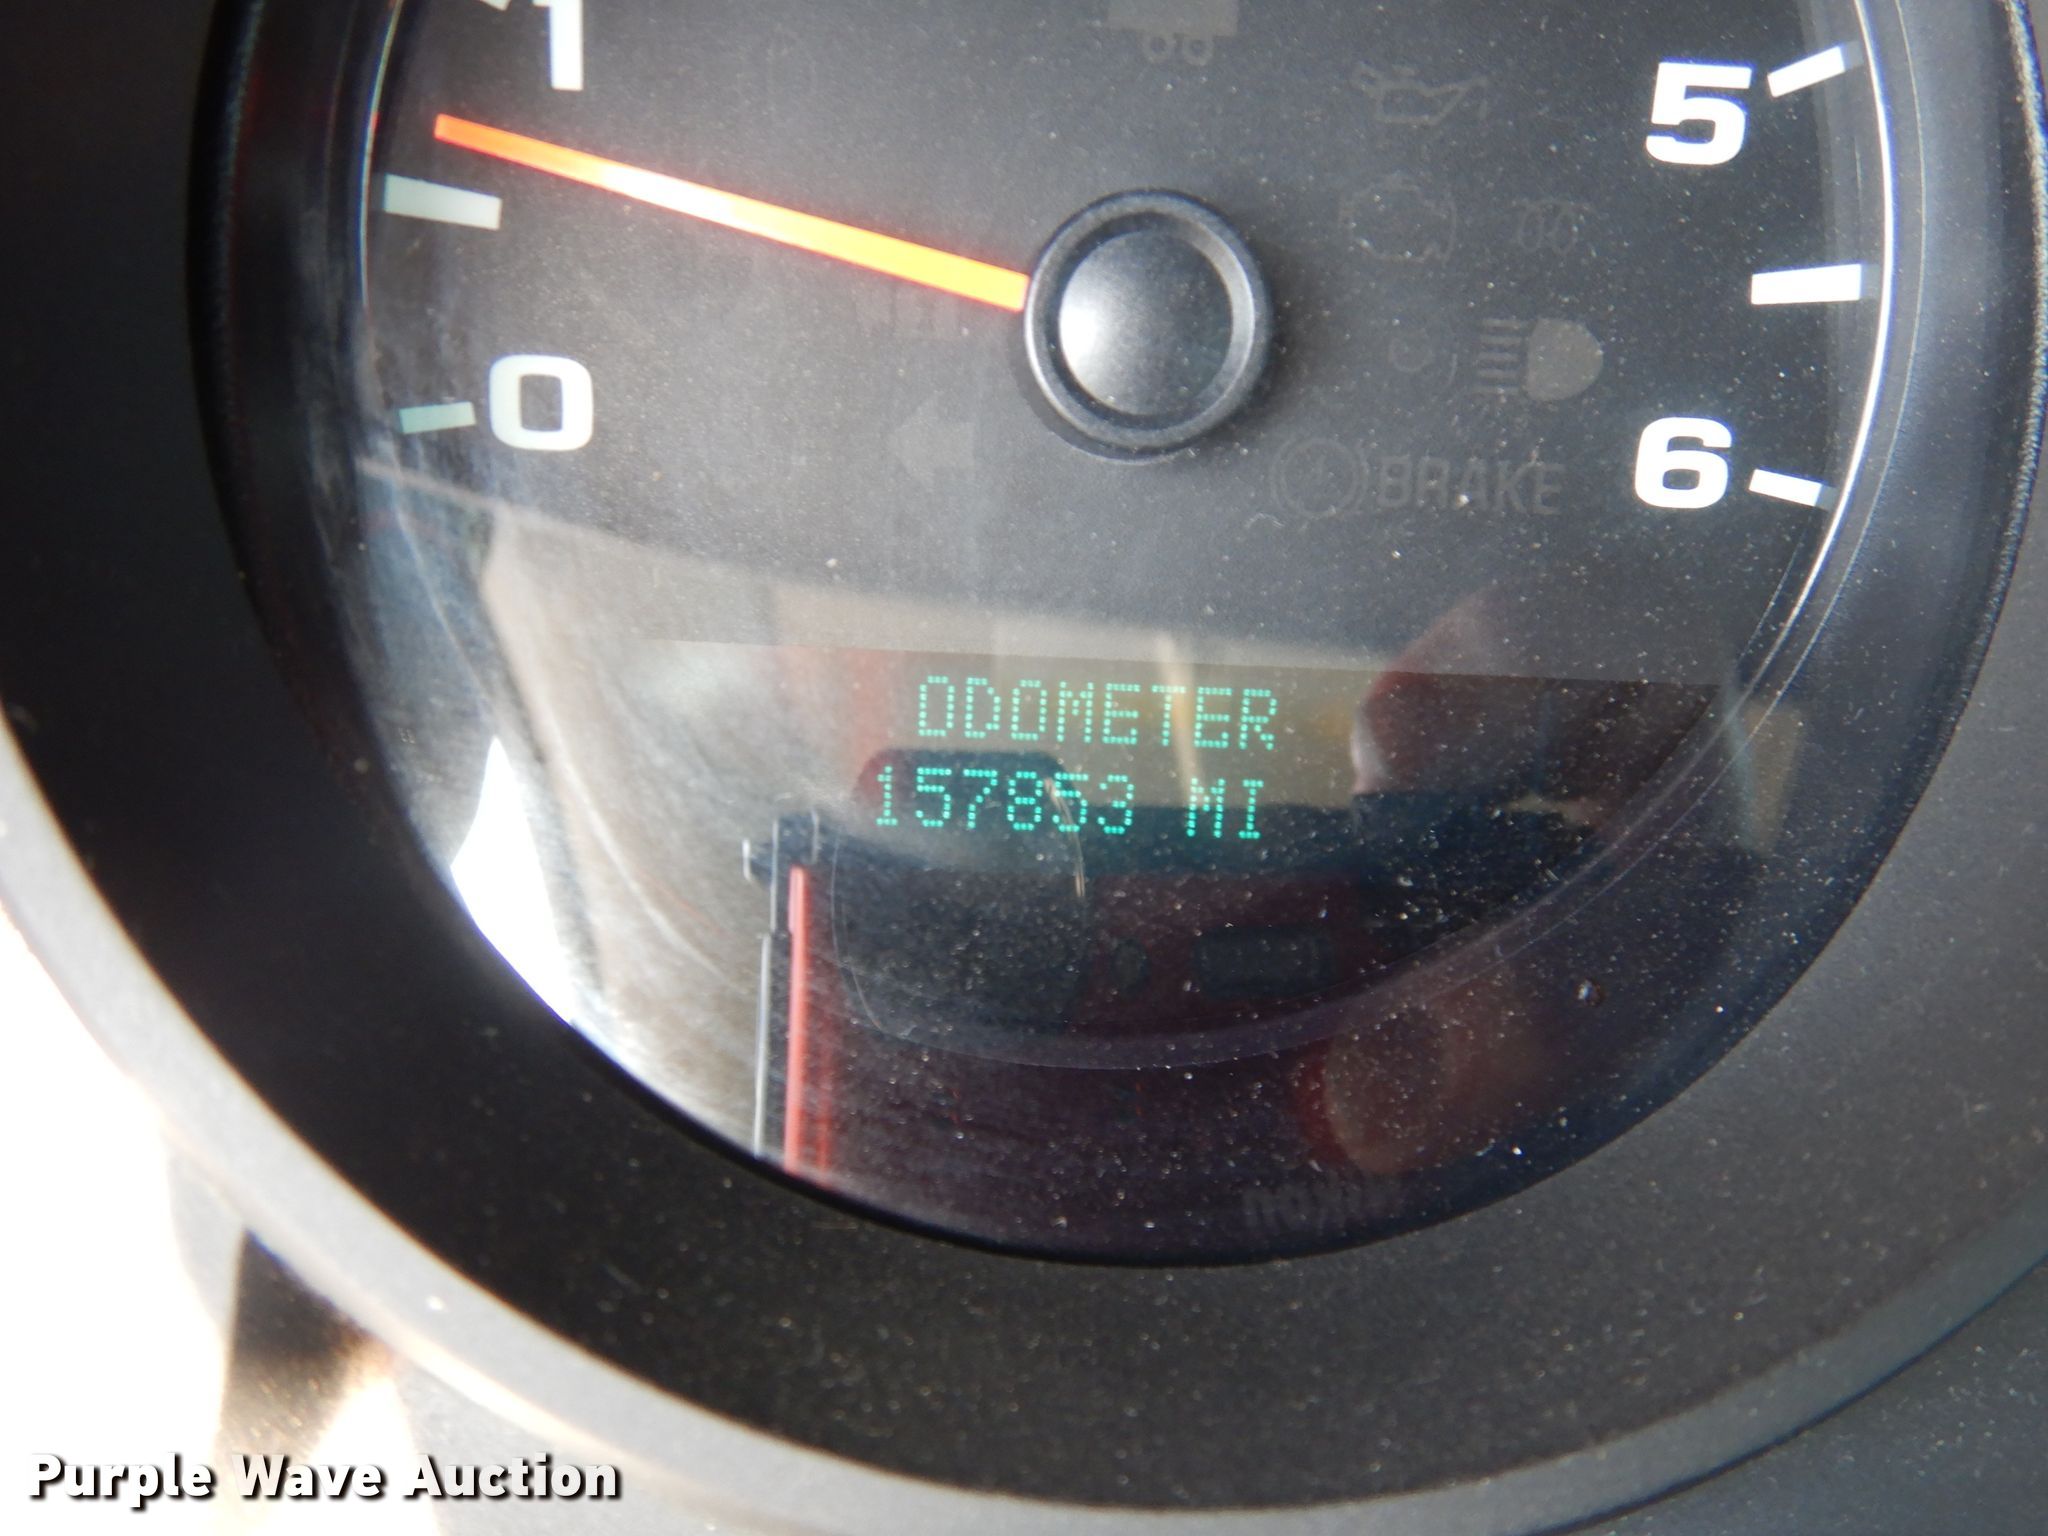 1
5
0
6
BRAKE
ODOMETER
157853 MI
Purple Wave Auction